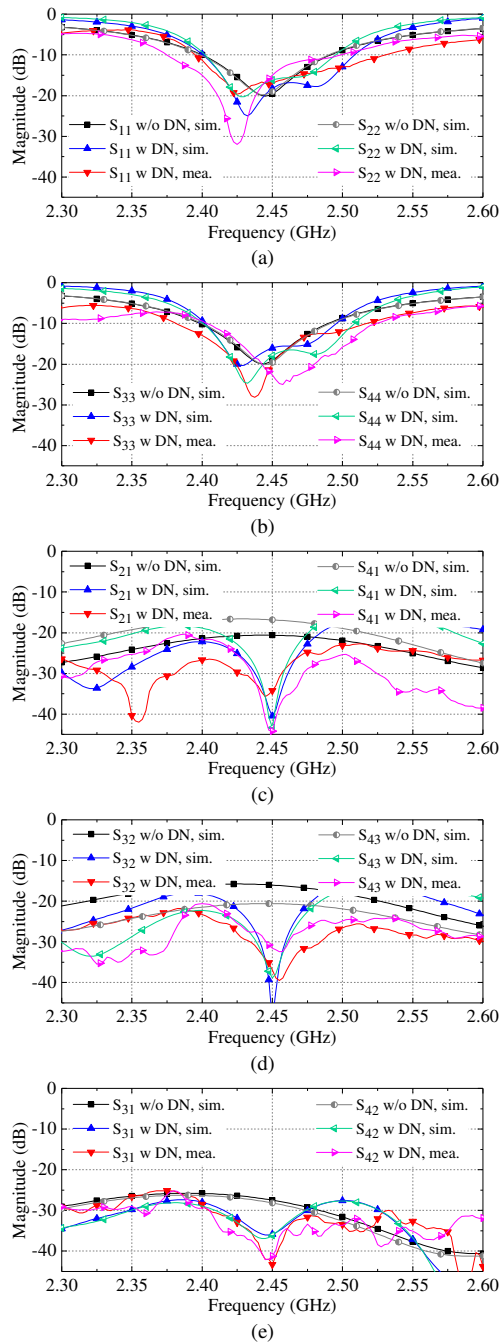 0
-10
-20
-30
-40
Magnitude (dB)
S11 w/o DN, sim.
S11 w DN, sim.
S11 w DN, mea.
S22 w/o DN, sim.
S22 w DN, sim.
S22 w DN, mea.
2.30 2.35 2.40 2.45 2.50 2.55 2.60
Frequency (GHz)
(a)
0
-10
-20
-30
-40
Magnitude (dB)
S33 w/o DN, sim.
S33 w DN, sim.
S33 w DN, mea.
S44 w/o DN, sim.
S44 w DN, sim.
S44 w DN, mea.
2.30 2.35 2.40 2.45 2.50 2.55 2.60
Frequency (GHz)
(b)
0
-10
-20
-30
-40
Magnitude (dB)
S21 w/o DN, sim.
S21 w DN, sim.
S21 w DN, mea.
S41 w/o DN, sim.
S41 w DN, sim.
S41 w DN, mea.
2.30 2.35 2.40 2.45 2.50 2.55 2.60
Frequency (GHz)
(c)
0
-10
-20
-30
-40
Magnitude (dB)
S32 w/o DN, sim.
S32 w DN, sim.
S32 w DN, mea.
S43 w/o DN, sim.
S43 w DN, sim.
S43 w DN, mea.
2.30 2.35 2.40 2.45 2.50 2.55 2.60
Frequency (GHz)
(d)
0
-10
-20
-30
-40
Magnitude (dB)
S31 w/o DN, sim.
S31 w DN, sim.
S31 w DN, mea.
S42 w/o DN, sim.
S42 w DN, sim.
S42 w DN, mea.
2.30 2.35 2.40 2.45 2.50 2.55 2.60
Frequency (GHz)
(e)